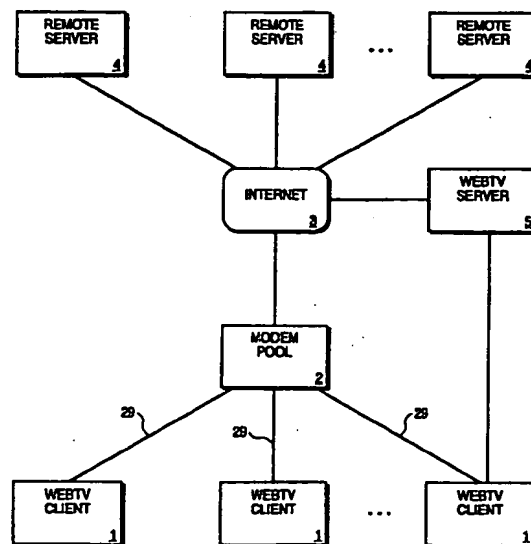 REMOTE
SERVER
4
REMOTE
SERVER
4
...
REMOTE
SERVER
4
INTERNET
3
WEBTV
SERVER
5
MODEM
POOL
2
29
29
29
WEBTV
CLIENT
1
WEBTV
CLIENT
1
...
WEBTV
CLIENT
1